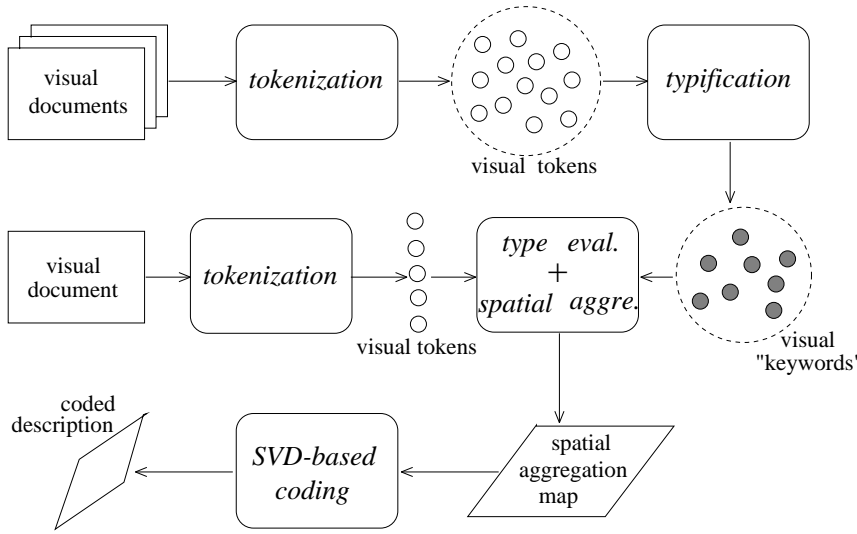 visual
documents
tokenization
typification
visual tokens
visual
document
tokenization
visual tokens
type eval.
+
spatial aggre.
visual
"keywords"
coded
description
SVD-based
coding
spatial
aggregation
map